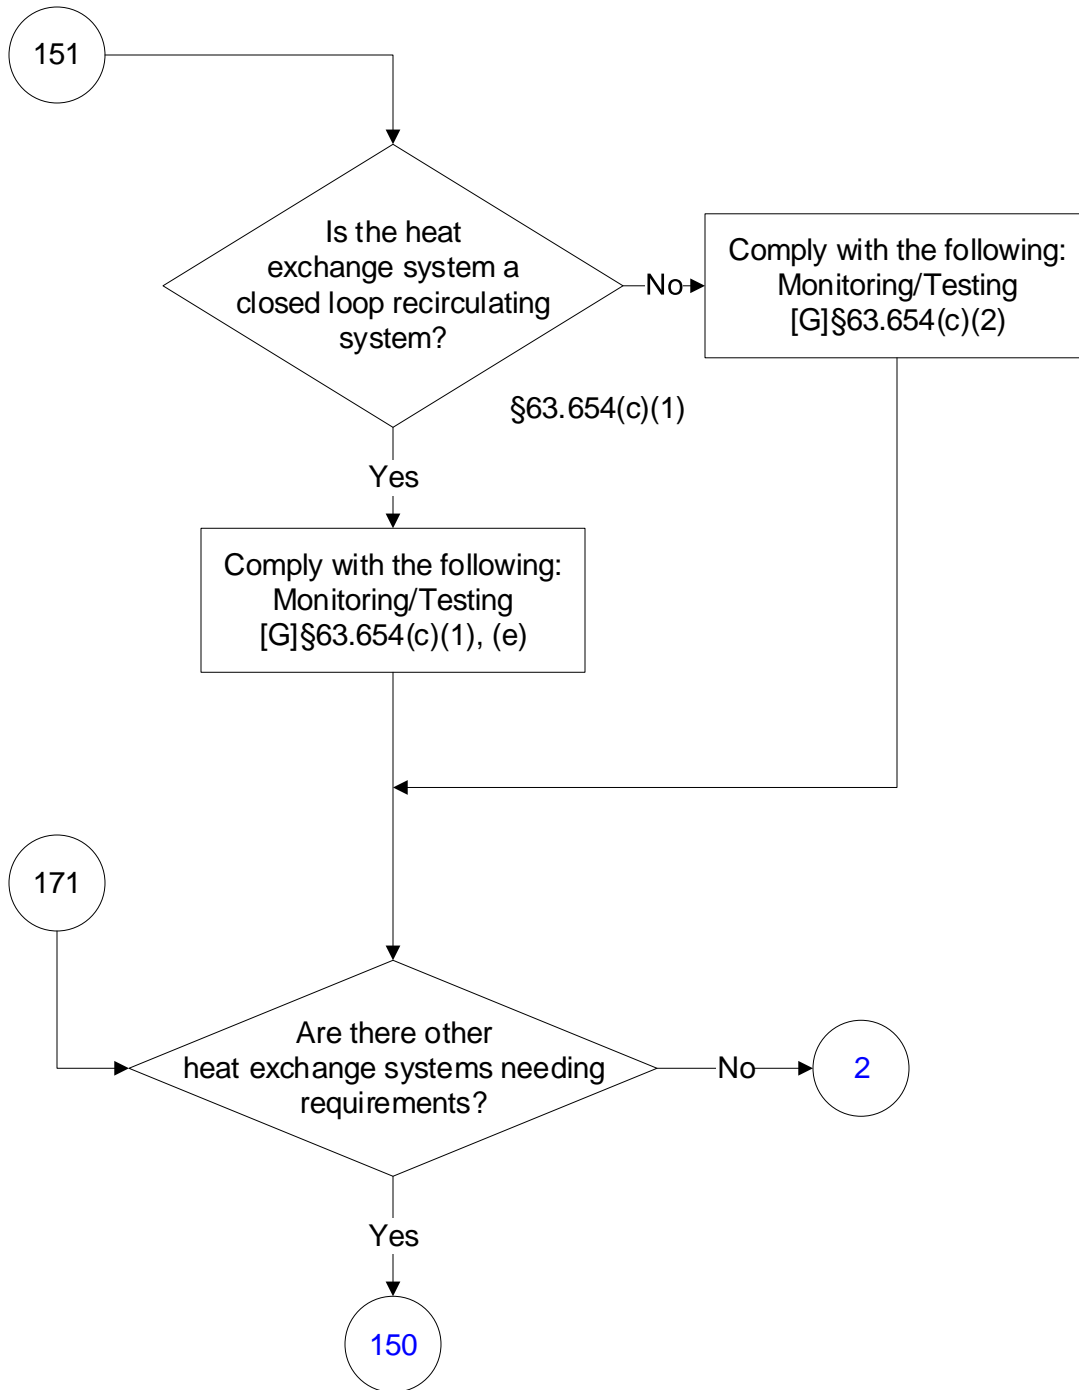 151
Is the heat
exchange system a
closed loop recirculating
system?
No
Comply with the following:
Monitoring/Testing
[G]§63.654(c)(2)
§63.654(c)(1)
Yes
Comply with the following:
Monitoring/Testing
[G]§63.654(c)(1), (e)
171
Are there other
heat exchange systems needing
requirements?
No
2
Yes
150